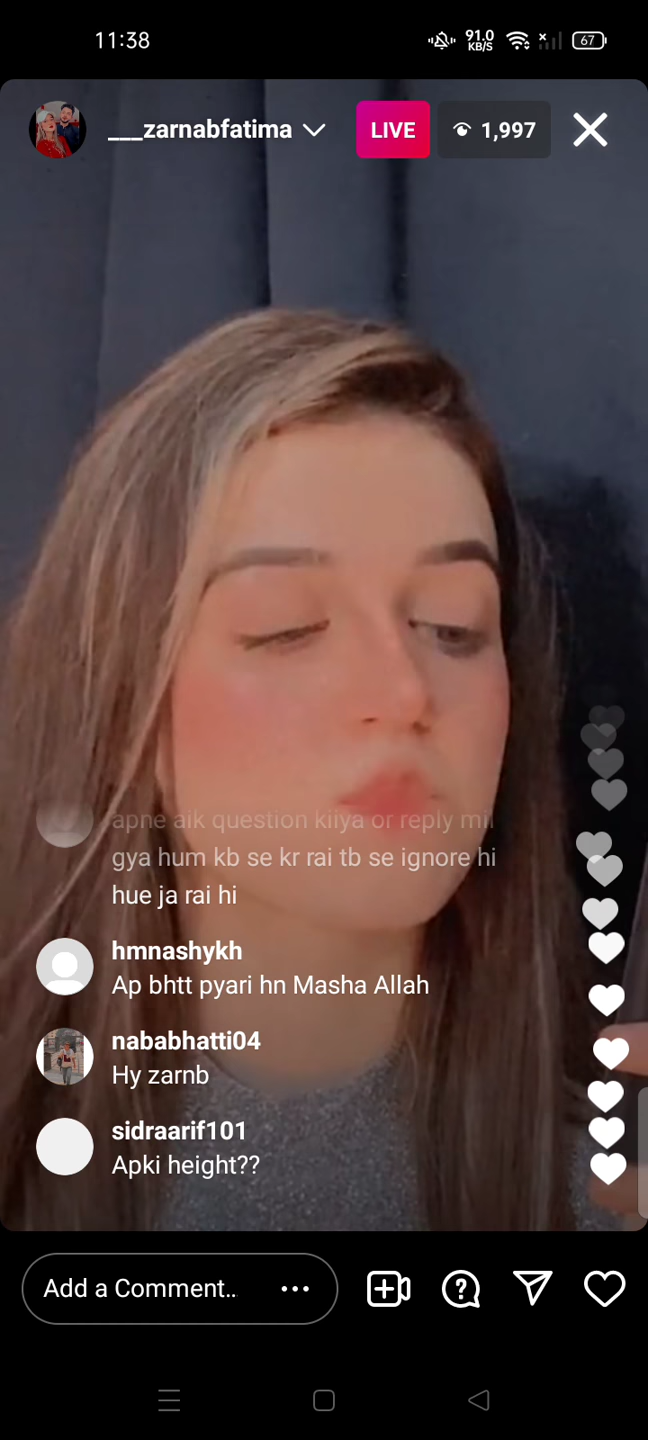 11:38
91.0
KB/S
67
___zarnabfatima
LIVE
1,997
apne aik question kiiya or reply mil
gya hum kb se kr rai tb se ignore hi
hue ja rai hi
hmnashykh
Ap bhtt pyari hn Masha Allah
nababhatti04
Hy zarnb
sidraarif101
Apki height??
Add a Comment..